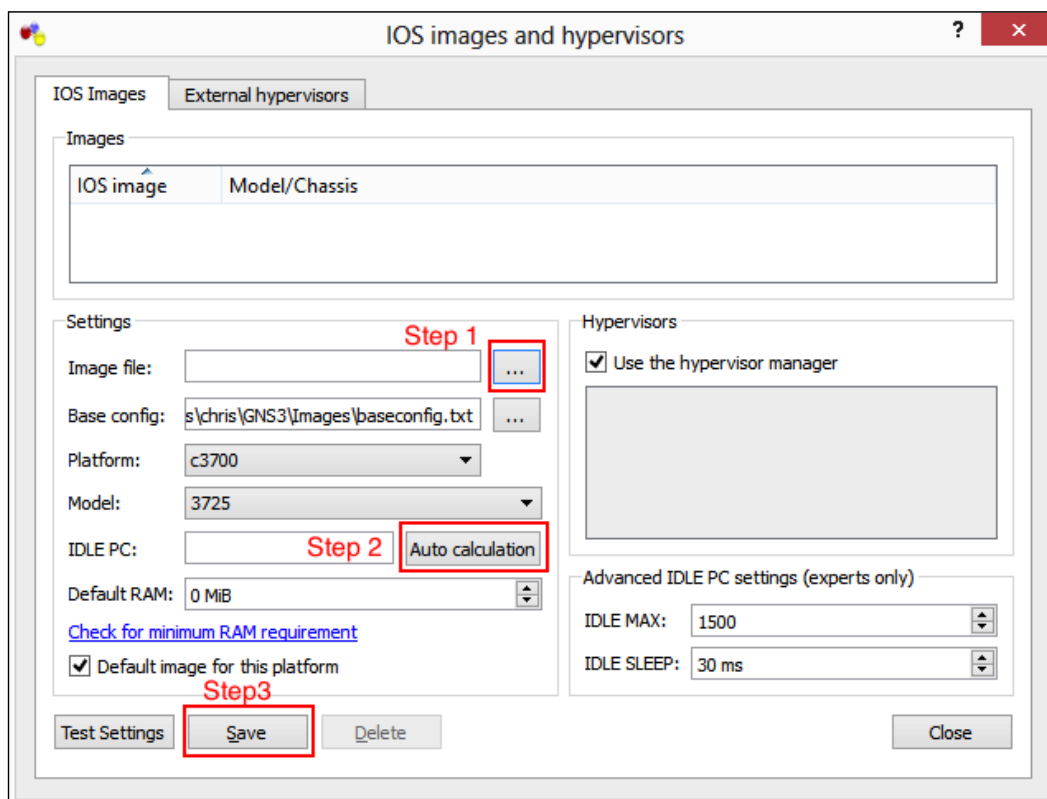 IOS images and hypervisors
?
×
IOS Images
External hypervisors
Images
IOS image
Model/Chassis
Settings
Step 1
Image file:
...
Base config:
s\chris\GNS3\Images\baseconfig.txt
...
Platform:
c3700
Model:
3725
IDLE PC:
Step 2
Auto calculation
Default RAM:
0 MiB
Check for minimum RAM requirement
Default image for this platform
Step3
Test Settings
Save
Delete
Hypervisors
Use the hypervisor manager
Advanced IDLE PC settings (experts only)
IDLE MAX:
1500
IDLE SLEEP:
30 ms
Close